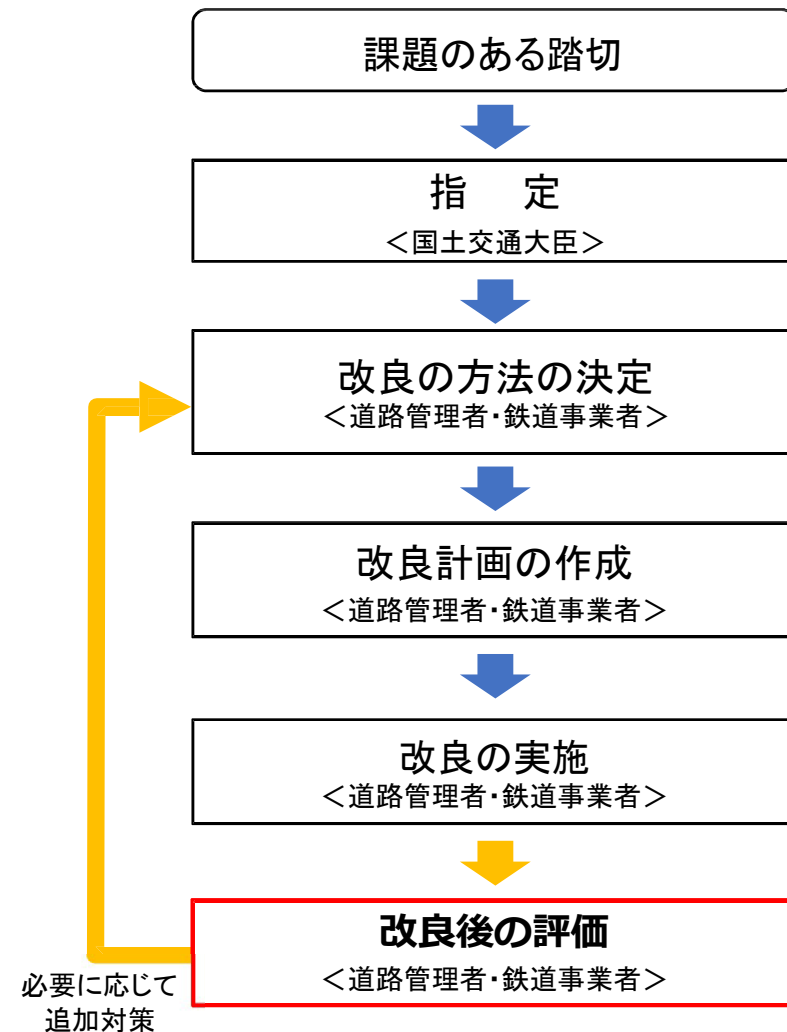 課題のある踏切
指　定
＜国土交通大臣＞
改良の方法の決定
＜道路管理者・鉄道事業者＞
改良計画の作成
＜道路管理者・鉄道事業者＞
改良の実施
＜道路管理者・鉄道事業者＞
改良後の評価
＜道路管理者・鉄道事業者＞
必要に応じて
追加対策